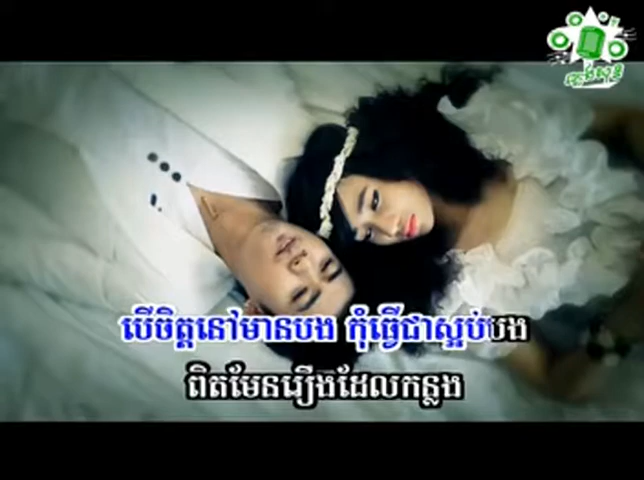 បើចិត្តនៅមានបង កុំធ្វើជាស្អប់បង
ពិតមែនរឿងដែលកន្លង